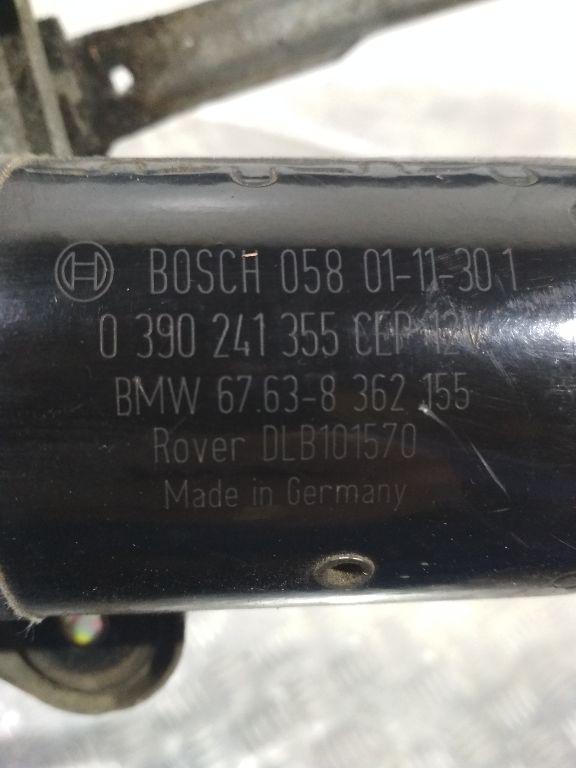 BOSCH 058 01-11-30 1
0 390 241 355 CEP 12V
BMW 67.63-8 362 155
Rover DLB101570
Made in Germany